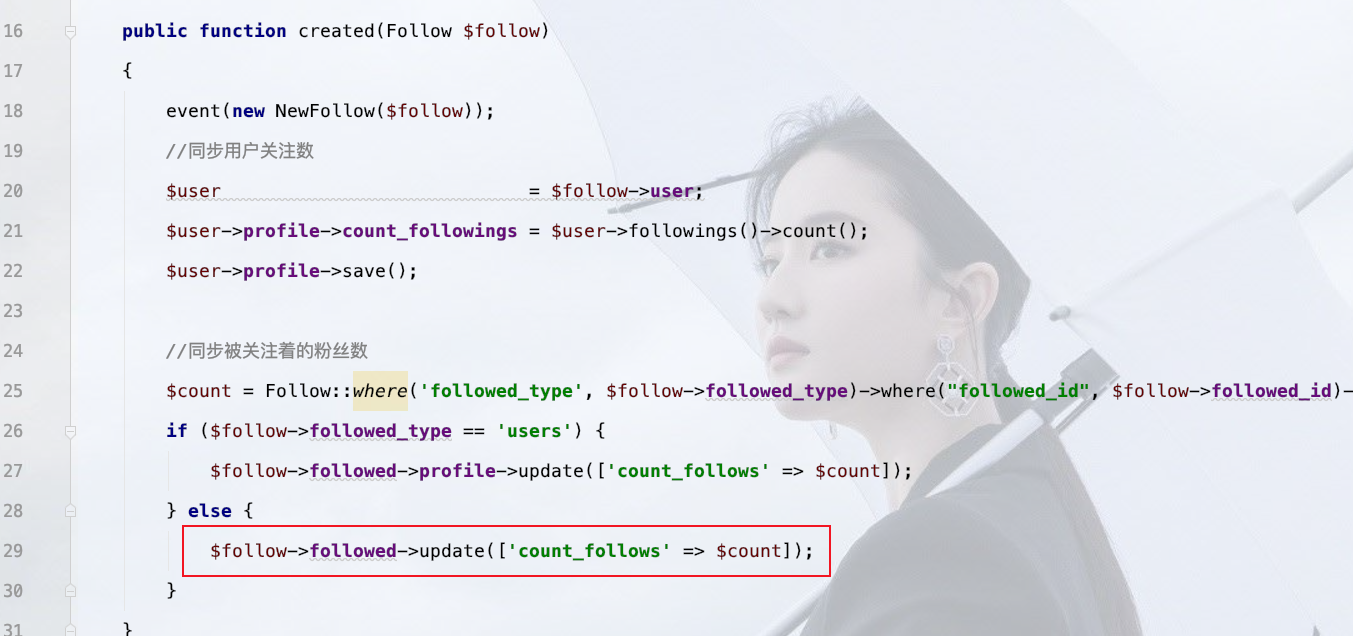 16 public function created(Follow $follow)
17 {
18 event(new NewFollow($follow));
19 //同步用户关注数
20 $user = $follow->user;
21 $user->profile->count_followings = $user->followings()->count();
22 $user->profile->save();
23
24 //同步被关注着的粉丝数
25 $count = Follow::where('followed_type', $follow->followed_type)->where("followed_id", $follow->followed_id)-
26 if ($follow->followed_type == 'users') {
27 $follow->followed->profile->update(['count_follows' => $count]);
28 } else {
29 $follow->followed->update(['count_follows' => $count]);
30 }
31 }